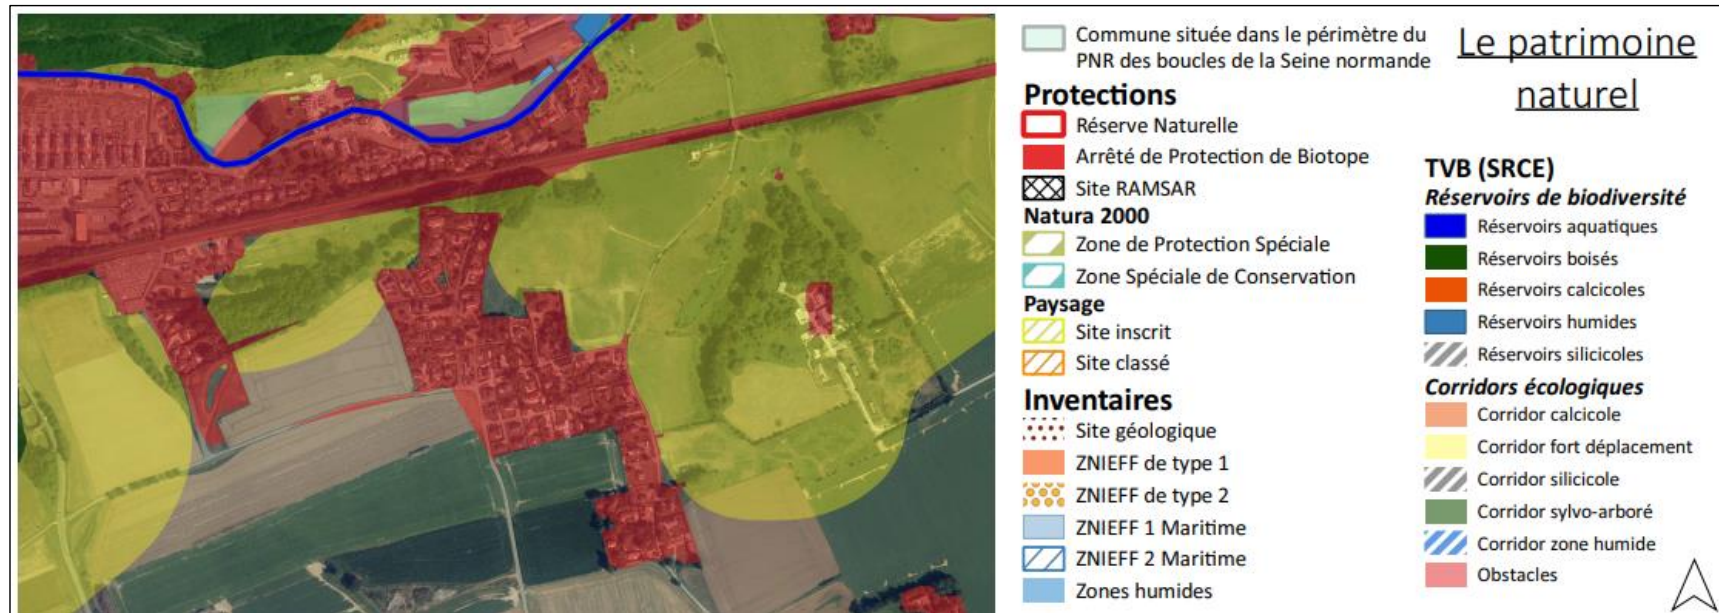 Le patrimoine
naturel
Commune située dans le périmètre du
PNR des boucles de la Seine normande
Protections
Réserve Naturelle
Arrêté de Protection de Biotope
Site RAMSAR
Natura 2000
Zone de Protection Spéciale
Zone Spéciale de Conservation
Paysage
Site inscrit
Site classé
Inventaires
Site géologique
ZNIEFF de type 1
ZNIEFF de type 2
ZNIEFF 1 Maritime
ZNIEFF 2 Maritime
Zones humides
TVB (SRCE)
Réservoirs de biodiversité
Réservoirs aquatiques
Réservoirs boisés
Réservoirs calcicoles
Réservoirs humides
Réservoirs silicicoles
Corridors écologiques
Corridor calcicole
Corridor fort déplacement
Corridor silicicole
Corridor sylvo-arboré
Corridor zone humide
Obstacles